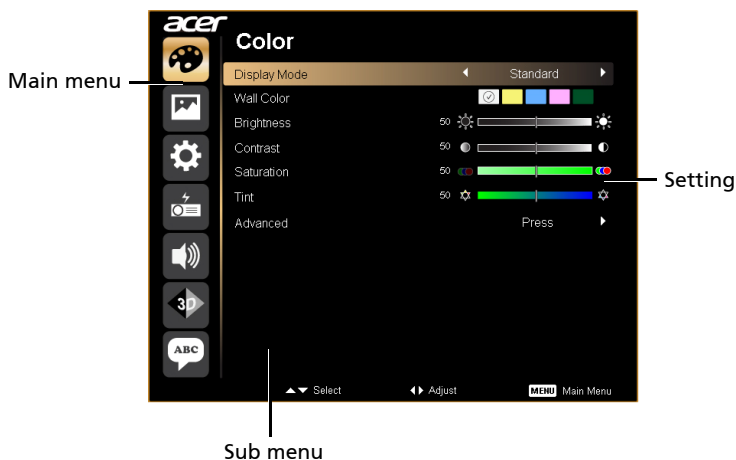 acer
Color
Main menu
Display Mode Standard
Wall Color
Brightness 50
Contrast 50
Saturation 50
Setting
Tint 50
Advanced Press
3D
ABC
Select Adjust MENU Main Menu
Sub menu